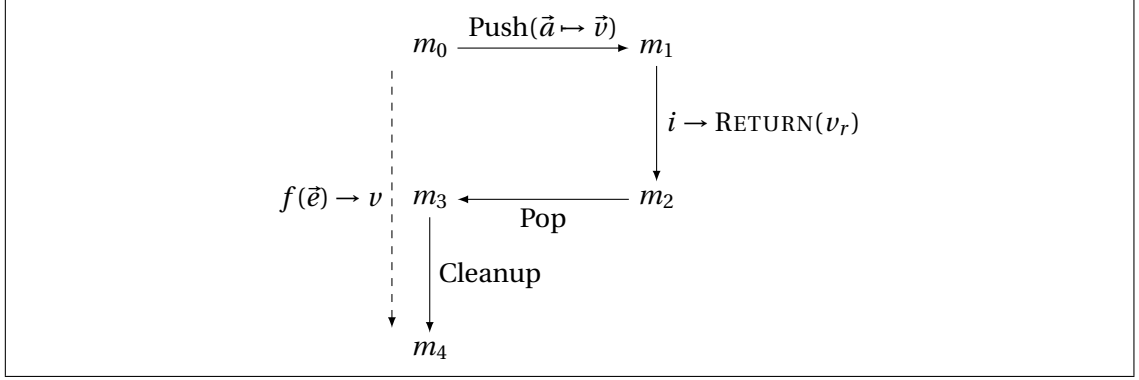 Push(a⃗ ↦ v⃗)
m₀ m₁
i → RETURN(vᵣ)
f(e⃗) → v m₃ m₂
Pop
Cleanup
m₄